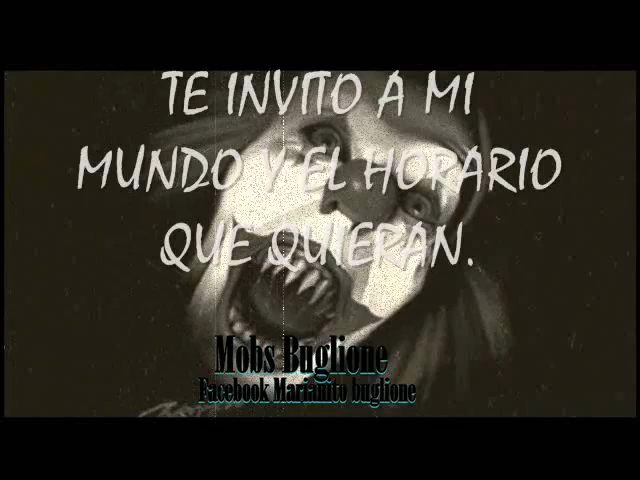 TE INVITO A MI
MUNDO Y EL HORARIO
QUE QUIERAN.
Mobs Buglione
Facebook Marianito buglione